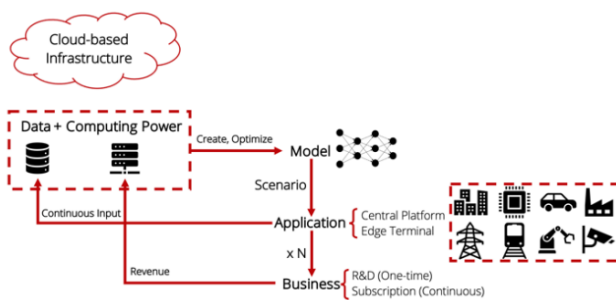 Cloud-based
Infrastructure
Data + Computing Power
Create, Optimize
Model
Scenario
Continuous Input
Application
Central Platform
Edge Terminal
x N
Revenue
Business
R&D (One-time)
Subscription (Continuous)